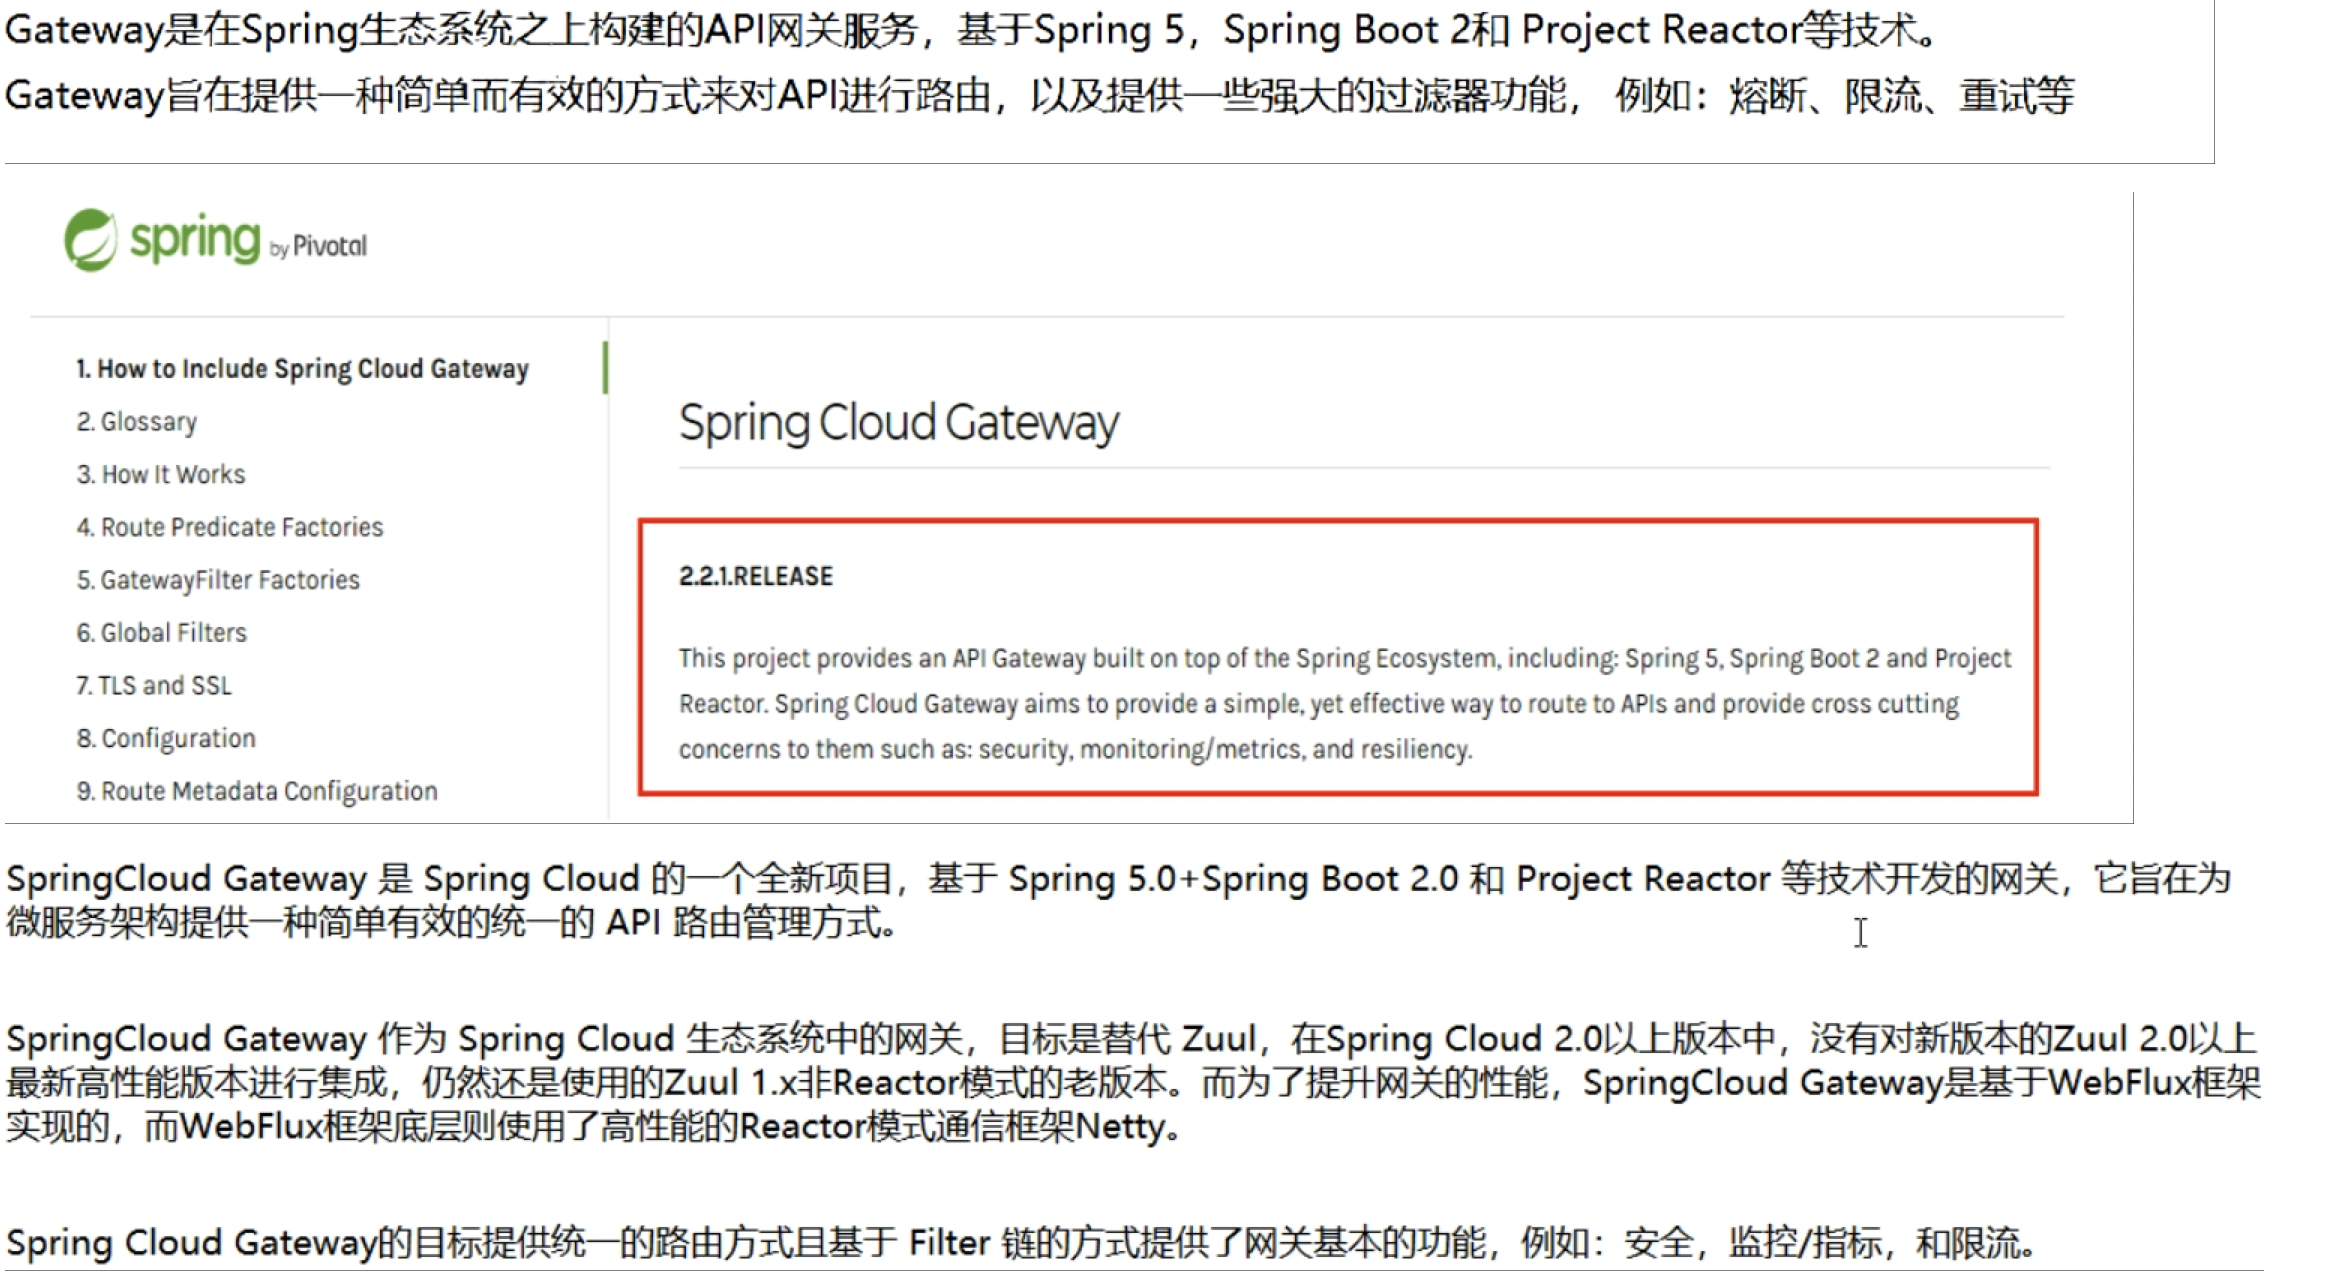 Gateway是在Spring生态系统之上构建的API网关服务，基于Spring 5，Spring Boot 2和 Project Reactor等技术。
Gateway旨在提供一种简单而有效的方式来对API进行路由，以及提供一些强大的过滤器功能， 例如：熔断、限流、重试等
spring by Pivotal
1. How to Include Spring Cloud Gateway
2. Glossary
3. How It Works
4. Route Predicate Factories
5. GatewayFilter Factories
6. Global Filters
7. TLS and SSL
8. Configuration
9. Route Metadata Configuration
Spring Cloud Gateway
2.2.1.RELEASE
This project provides an API Gateway built on top of the Spring Ecosystem, including: Spring 5, Spring Boot 2 and Project
Reactor. Spring Cloud Gateway aims to provide a simple, yet effective way to route to APIs and provide cross cutting
concerns to them such as: security, monitoring/metrics, and resiliency.
SpringCloud Gateway 是 Spring Cloud 的一个全新项目，基于 Spring 5.0+Spring Boot 2.0 和 Project Reactor 等技术开发的网关，它旨在为
微服务架构提供一种简单有效的统一的 API 路由管理方式。
SpringCloud Gateway 作为 Spring Cloud 生态系统中的网关，目标是替代 Zuul，在Spring Cloud 2.0以上版本中，没有对新版本的Zuul 2.0以上
最新高性能版本进行集成，仍然还是使用的Zuul 1.x非Reactor模式的老版本。而为了提升网关的性能，SpringCloud Gateway是基于WebFlux框架
实现的，而WebFlux框架底层则使用了高性能的Reactor模式通信框架Netty。
Spring Cloud Gateway的目标提供统一的路由方式且基于 Filter 链的方式提供了网关基本的功能，例如：安全，监控/指标，和限流。